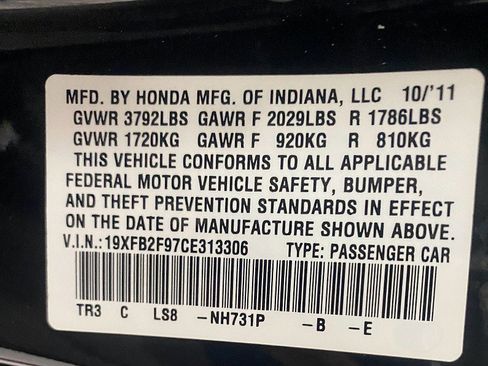 MFD. BY HONDA MFG. OF INDIANA, LLC 10/'11
GVWR 3792LBS GAWR F 2029LBS R 1786LBS
GVWR 1720KG GAWR F 920KG R 810KG
THIS VEHICLE CONFORMS TO ALL APPLICABLE
FEDERAL MOTOR VEHICLE SAFETY, BUMPER,
AND THEFT PREVENTION STANDARDS IN EFFECT
ON THE DATE OF MANUFACTURE SHOWN ABOVE.
V.I.N.:19XFB2F97CE313306 TYPE: PASSENGER CAR
TR3 C LS8 -NH731P -B -E